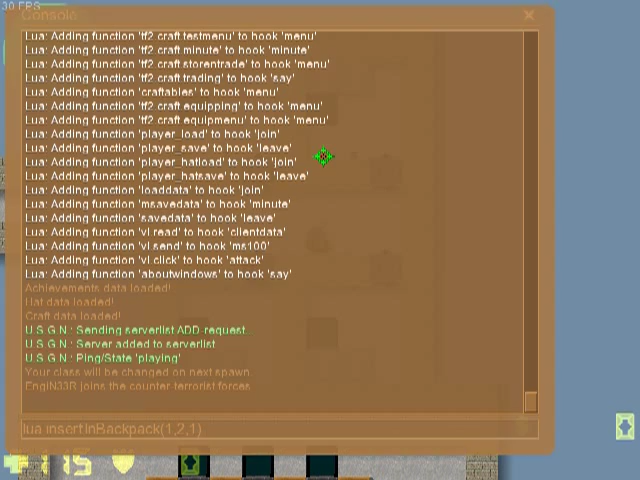 30 FPS
Console
Lua: Adding function 'tf2 craft testmenu' to hook 'menu'
Lua: Adding function 'tf2 craft minute' to hook 'minute'
Lua: Adding function 'tf2 craft storentrade' to hook 'menu'
Lua: Adding function 'tf2 craft trading' to hook 'say'
Lua: Adding function 'craftables' to hook 'menu'
Lua: Adding function 'tf2 craft equipping' to hook 'menu'
Lua: Adding function 'tf2 craft equipmenu' to hook 'menu'
Lua: Adding function 'player_load' to hook 'join'
Lua: Adding function 'player_save' to hook 'leave'
Lua: Adding function 'player_hatload' to hook 'join'
Lua: Adding function 'player_hatsave' to hook 'leave'
Lua: Adding function 'loaddata' to hook 'join'
Lua: Adding function 'msavedata' to hook 'minute'
Lua: Adding function 'savedata' to hook 'leave'
Lua: Adding function 'vl.read' to hook 'clientdata'
Lua: Adding function 'vl.send' to hook 'ms100'
Lua: Adding function 'vl.click' to hook 'attack'
Lua: Adding function 'aboutwindows' to hook 'say'
Achievements data loaded!
Hat data loaded!
Craft data loaded!
U.S.G.N.: Sending serverlist ADD-request...
U.S.G.N.: Server added to serverlist
U.S.G.N.: Ping/State 'playing'
Your class will be changed on next spawn.
EngiN33R joins the counter terrorist forces
lua insertInBackpack(1,2,1)